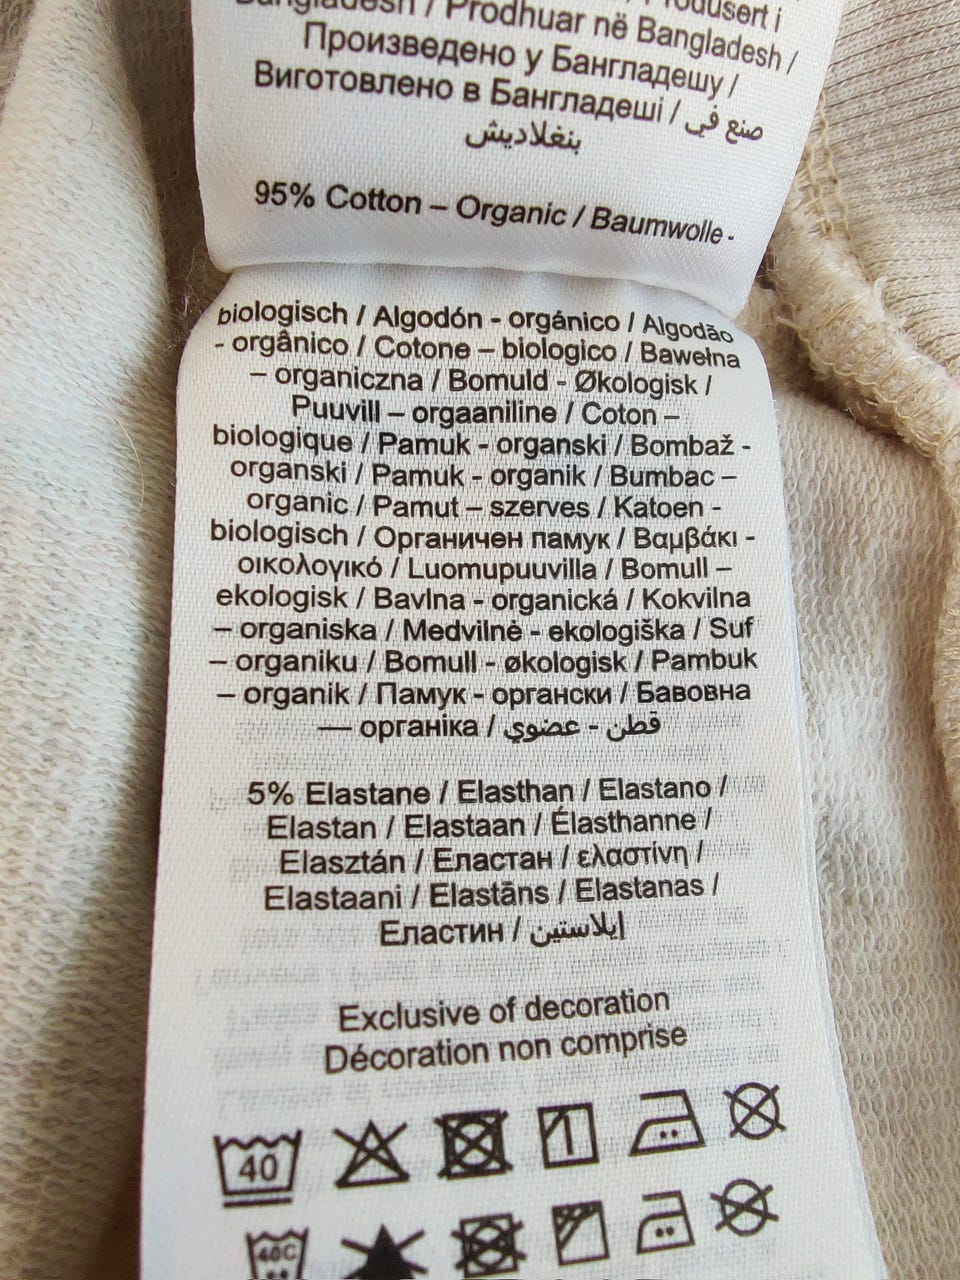 Bangladesh / Prodhuar në Bangladesh /
Произведено у Бангладешу /
Виготовлено в Бангладеші / صنع في
بنغلاديش
95% Cotton – Organic / Baumwolle -
biologisch / Algodón - orgánico / Algodão
- orgânico / Cotone – biologico / Bawełna
– organiczna / Bomuld - Økologisk /
Puuvill – orgaaniline / Coton –
biologique / Pamuk - organski / Bombaž -
organski / Pamuk - organik / Bumbac –
organic / Pamut – szerves / Katoen -
biologisch / Органичен памук / Βαμβάκι -
οικολογικό / Luomupuuvilla / Bomull –
ekologisk / Bavlna - organická / Kokvilna
– organiska / Medvilnė - ekologiška / Suf
– organiku / Bomull - økologisk / Pambuk
– organik / Памук - органски / Бавовна
— органіка / قطن - عضوي
5% Elastane / Elasthan / Elastano /
Elastan / Elastaan / Élasthanne /
Elasztán / Еластан / ελαστίνη /
Elastaani / Elastāns / Elastanas /
Еластин / إيلاستين
Exclusive of decoration
Décoration non comprise
40
40C